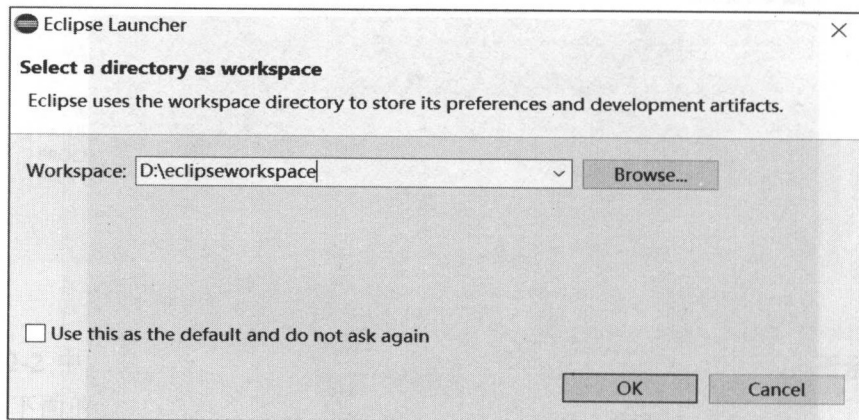 Eclipse Launcher
Select a directory as workspace
Eclipse uses the workspace directory to store its preferences and development artifacts.
Workspace: D:\eclipseworkspace Browse...
Use this as the default and do not ask again
OK Cancel